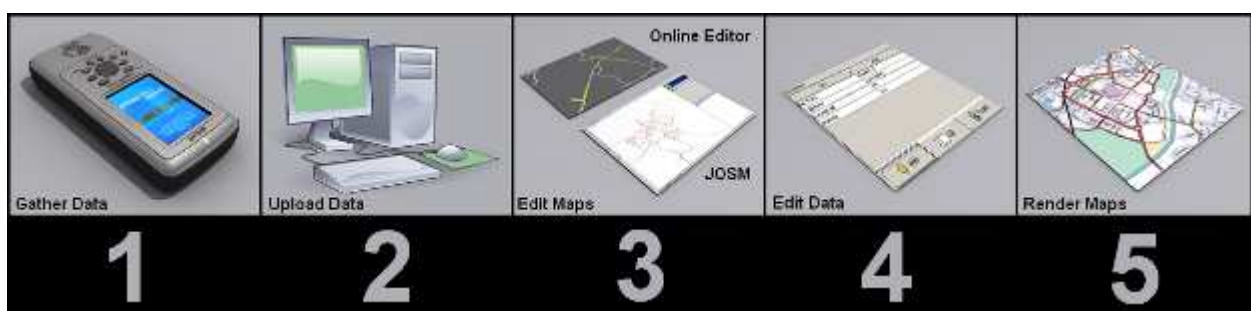 Online Editor
JOSM
Gather Data
Upload Data
Edit Maps
Edit Data
Render Maps
1
2
3
4
5